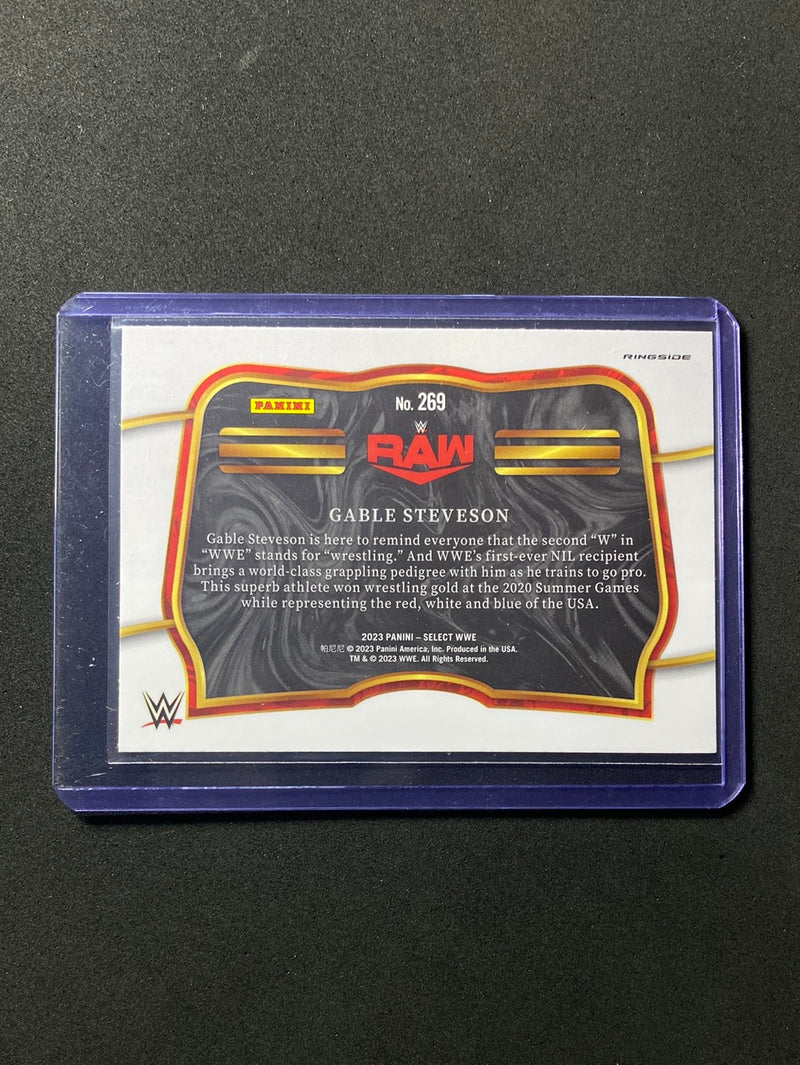 RINGSIDE
PANINI
No. 269
W
RAW
GABLE STEVESON
Gable Steveson is here to remind everyone that the second “W” in
“WWE” stands for “wrestling.” And WWE’s first-ever NIL recipient
brings a world-class grappling pedigree with him as he trains to go pro.
This superb athlete won wrestling gold at the 2020 Summer Games
while representing the red, white and blue of the USA.
2023 PANINI – SELECT WWE
帕尼尼 © 2023 Panini America, Inc. Produced in the USA.
TM & © 2023 WWE. All Rights Reserved.
W